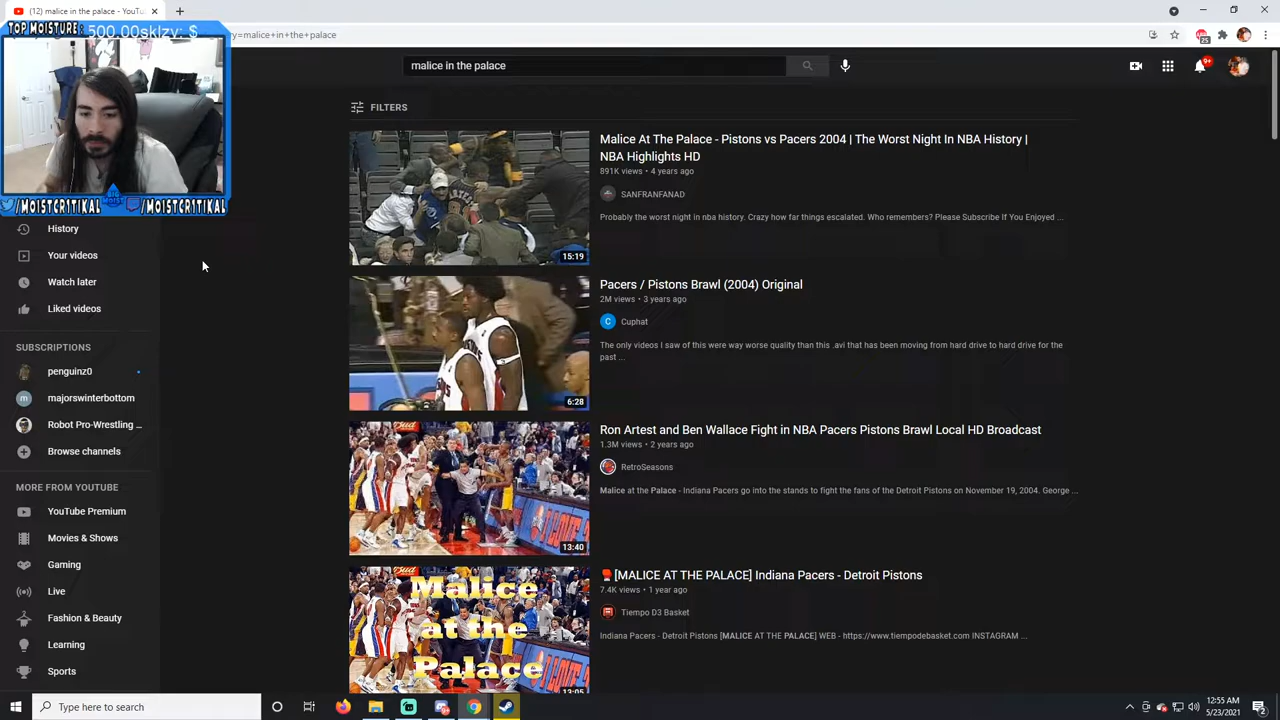 (12) malice in the palace - YouTu
TOP MOISTURE
500.00sklzy: $
y=malice+in+the+palace
25
malice in the palace
9+
/MOISTCR1TIKAL
/MOISTCR1TIKAL
FILTERS
History
Your videos
Watch later
Liked videos
SUBSCRIPTIONS
penguinz0
majorswinterbottom
Robot Pro-Wrestling ...
Browse channels
MORE FROM YOUTUBE
YouTube Premium
Movies & Shows
Gaming
Live
Fashion & Beauty
Learning
Sports
15:19
Malice At The Palace - Pistons vs Pacers 2004 | The Worst Night In NBA History |
NBA Highlights HD
891K views • 4 years ago
SANFRANFANAD
Probably the worst night in nba history. Crazy how far things escalated. Who remembers? Please Subscribe If You Enjoyed ...
6:28
Pacers / Pistons Brawl (2004) Original
2M views • 3 years ago
C
Cuphat
The only videos I saw of this were way worse quality than this .avi that has been moving from hard drive to hard drive for the
past ...
13:40
Ron Artest and Ben Wallace Fight in NBA Pacers Pistons Brawl Local HD Broadcast
1.3M views • 2 years ago
RetroSeasons
Malice at the Palace - Indiana Pacers go into the stands to fight the fans of the Detroit Pistons on November 19, 2004. George ...
Malice
at the
Palace
13:05
[MALICE AT THE PALACE] Indiana Pacers - Detroit Pistons
7.4K views • 1 year ago
Tiempo D3 Basket
Indiana Pacers - Detroit Pistons [MALICE AT THE PALACE] WEB - https://www.tiempodebasket.com INSTAGRAM ...
Type here to search
12:55 AM
5/23/2021
2